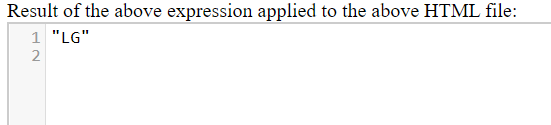 Result of the above expression applied to the above HTML file:
1 "LG"
2